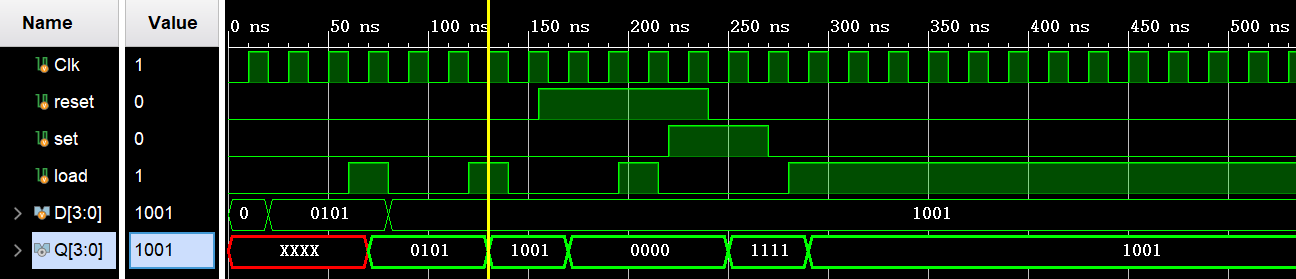 Name Value 0 ns 50 ns 100 ns 150 ns 200 ns 250 ns 300 ns 350 ns 400 ns 450 ns 500 ns
Clk 1
reset 0
set 0
load 1
D[3:0] 1001 0 0101 1001
Q[3:0] 1001 XXXX 0101 1001 0000 1111 1001